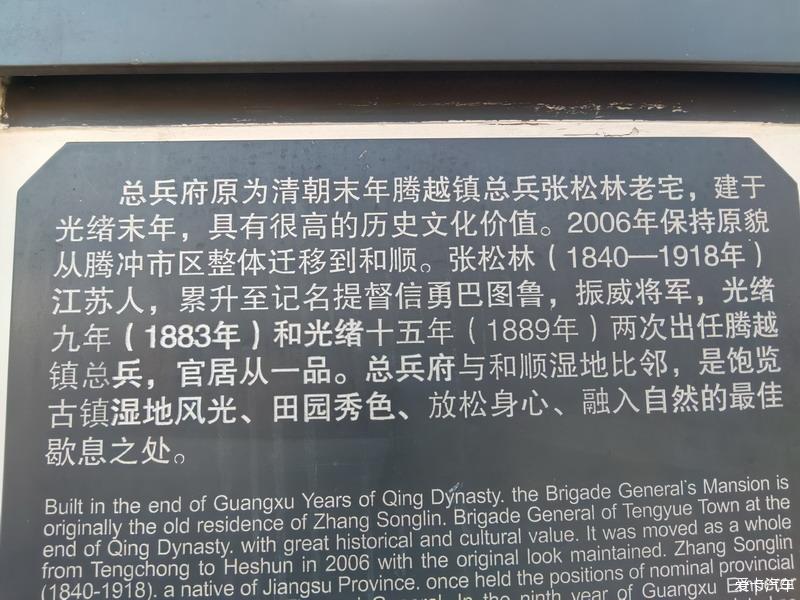 总兵府原为清朝末年腾越镇总兵张松林老宅，建于
光绪末年，具有很高的历史文化价值。2006年保持原貌
从腾冲市区整体迁移到和顺。张松林（1840—1918年）
江苏人，累升至记名提督信勇巴图鲁，振威将军，光绪
九年（1883年）和光绪十五年（1889年）两次出任腾越
镇总兵，官居从一品。总兵府与和顺湿地比邻，是饱览
古镇湿地风光、田园秀色、放松身心、融入自然的最佳
歇息之处。
Built in the end of Guangxu Years of Qing Dynasty, the Brigade General's Mansion is
originally the old residence of Zhang Songlin, Brigade General of Tengyue Town at the
end of Qing Dynasty, with great historical and cultural value. It was moved as a whole
from Tengchong to Heshun in 2006 with the original look maintained. Zhang Songlin
(1840-1918), a native of Jiangsu Province, once held the positions of nominal provincial
General. In the ninth year of Guangxu
爱卡汽车